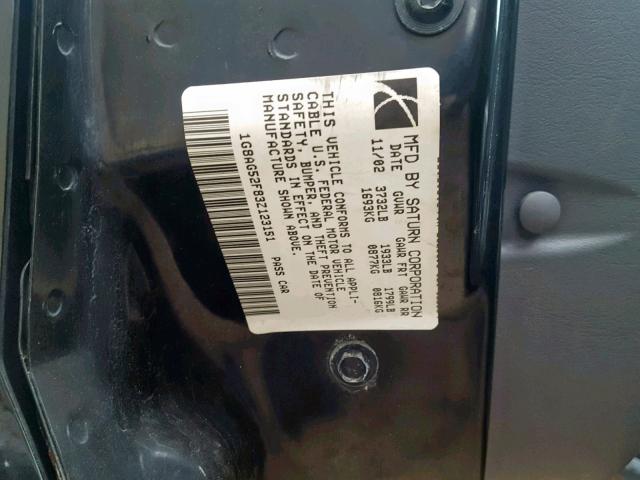 MFD BY SATURN CORPORATION
DATE GVWR GAWR FRT GAWR RR
11/02 3732LB 1933LB 1799LB
1693KG 0877KG 0816KG
THIS VEHICLE CONFORMS TO ALL APPLI-
CABLE U.S. FEDERAL MOTOR VEHICLE
SAFETY, BUMPER, AND THEFT PREVENTION
STANDARDS IN EFFECT ON THE DATE OF
MANUFACTURE SHOWN ABOVE.
1G8AG52F83Z123151 PASS CAR